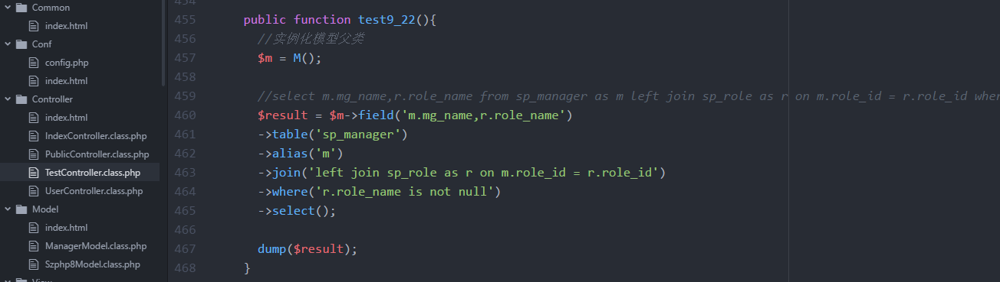 Common
index.html
Conf
config.php
index.html
Controller
index.html
IndexController.class.php
PublicController.class.php
TestController.class.php
UserController.class.php
Model
index.html
ManagerModel.class.php
Szphp8Model.class.php
View
454
455 public function test9_22(){
456 //实例化模型父类
457 $m = M();
458
459 //select m.mg_name,r.role_name from sp_manager as m left join sp_role as r on m.role_id = r.role_id wher
460 $result = $m->field('m.mg_name,r.role_name')
461 ->table('sp_manager')
462 ->alias('m')
463 ->join('left join sp_role as r on m.role_id = r.role_id')
464 ->where('r.role_name is not null')
465 ->select();
466
467 dump($result);
468 }